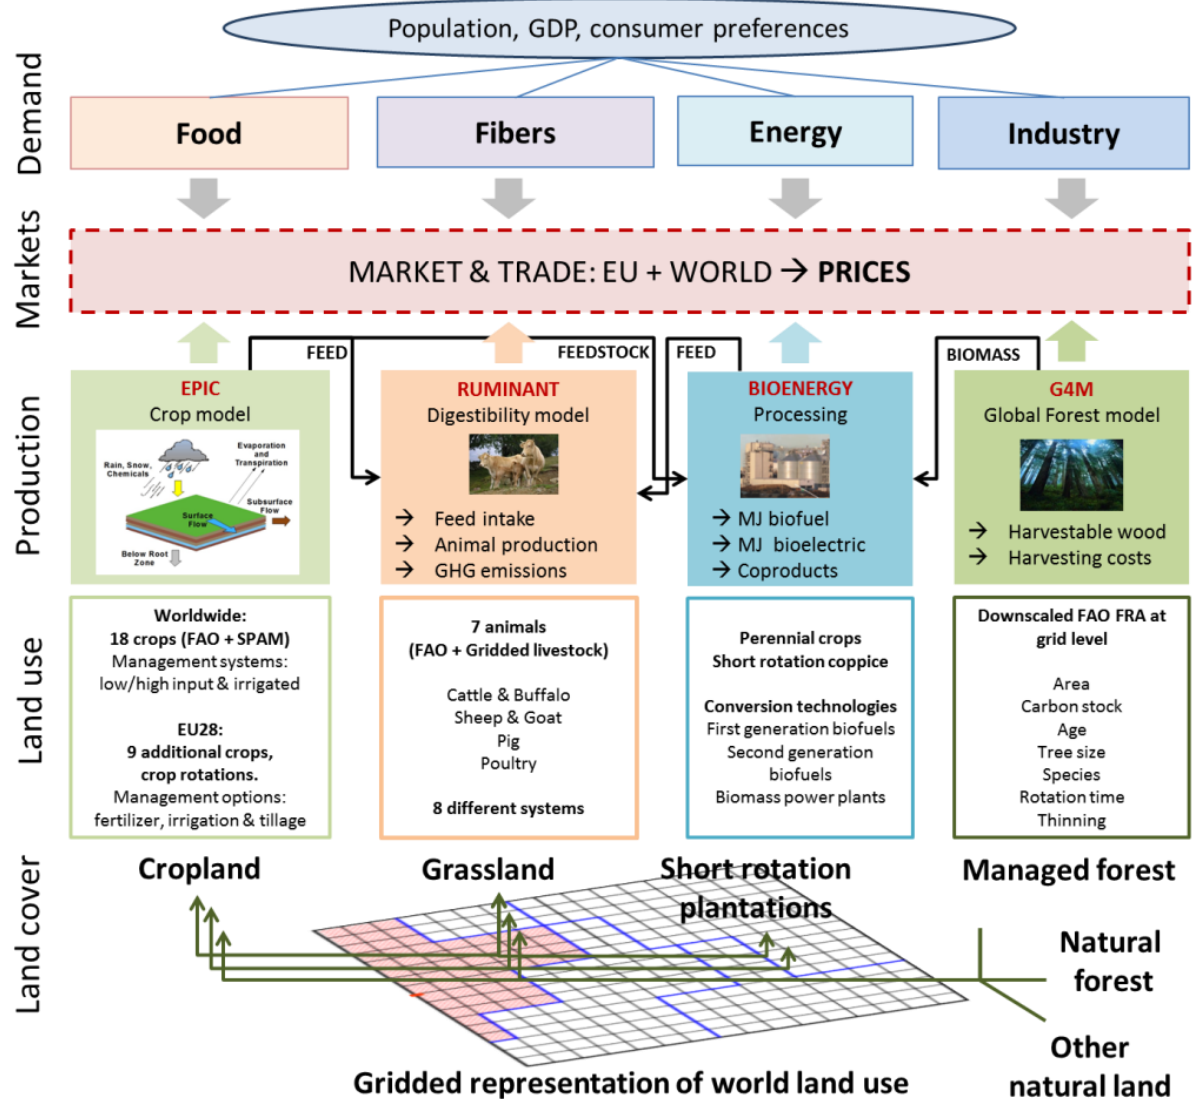 Population, GDP, consumer preferences
Demand
Food
Fibers
Energy
Industry
Markets
MARKET & TRADE: EU + WORLD → PRICES
FEED
FEEDSTOCK
FEED
BIOMASS
Production
EPIC
Crop model
Rain, Snow,
Chemicals
Evaporation
and
Transpiration
Subsurface
Flow
Surface
Flow
Below Root
Zone
RUMINANT
Digestibility model
→ Feed intake
→ Animal production
→ GHG emissions
BIOENERGY
Processing
→ MJ biofuel
→ MJ bioelectric
→ Coproducts
G4M
Global Forest model
→ Harvestable wood
→ Harvesting costs
Land use
Worldwide:
18 crops (FAO + SPAM)
Management systems:
low/high input & irrigated
EU28:
9 additional crops,
crop rotations.
Management options:
fertilizer, irrigation & tillage
7 animals
(FAO + Gridded livestock)
Cattle & Buffalo
Sheep & Goat
Pig
Poultry
8 different systems
Perennial crops
Short rotation coppice
Conversion technologies
First generation biofuels
Second generation
biofuels
Biomass power plants
Downscaled FAO FRA at
grid level
Area
Carbon stock
Age
Tree size
Species
Rotation time
Thinning
Land cover
Cropland
Grassland
Short rotation
plantations
Managed forest
Natural
forest
Other
natural land
Gridded representation of world land use